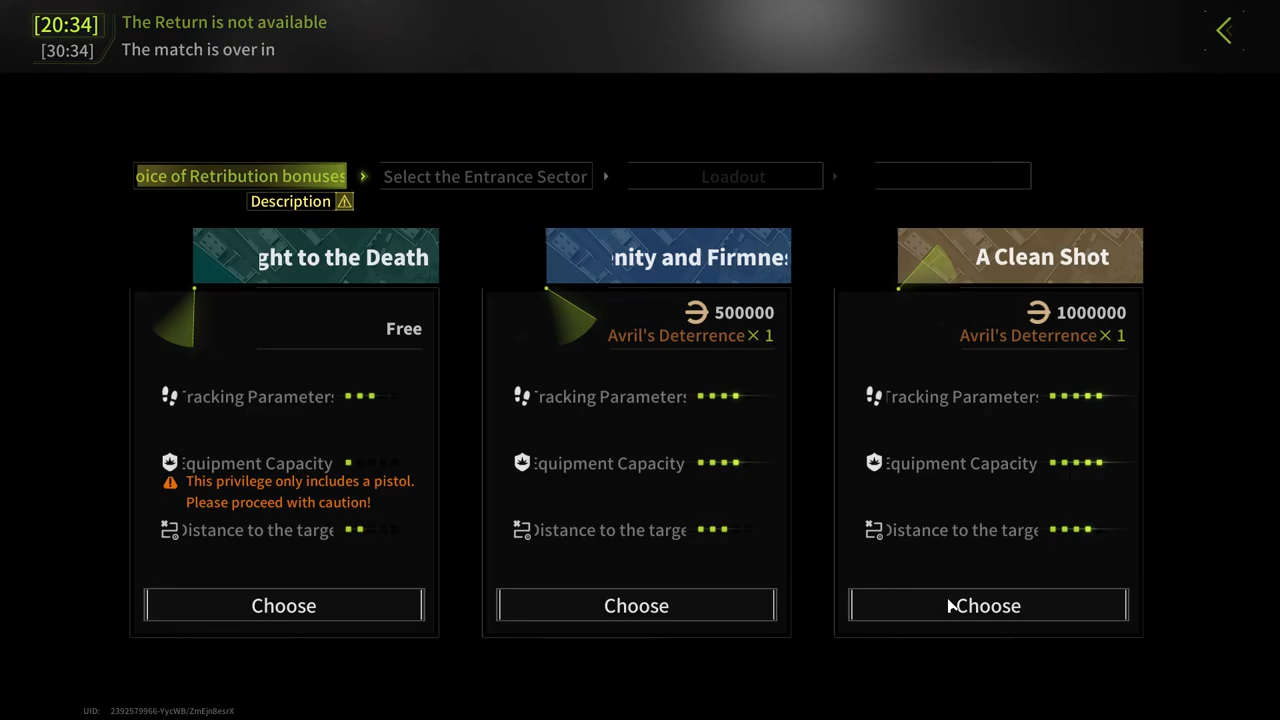 [20:34] The Return is not available
[30:34] The match is over in
oice of Retribution bonuses
Select the Entrance Sector
Loadout
Description
ght to the Death
enity and Firmnes
A Clean Shot
Free
500000
Avril's Deterrence× 1
1000000
Avril's Deterrence× 1
Tracking Parameters
Tracking Parameters
Tracking Parameters
Equipment Capacity
Equipment Capacity
Equipment Capacity
This privilege only includes a pistol.
Please proceed with caution!
Distance to the targe
Distance to the targe
Distance to the targe
Choose
Choose
Choose
UID: 2392579966-YycWB/ZmEjn8esrX